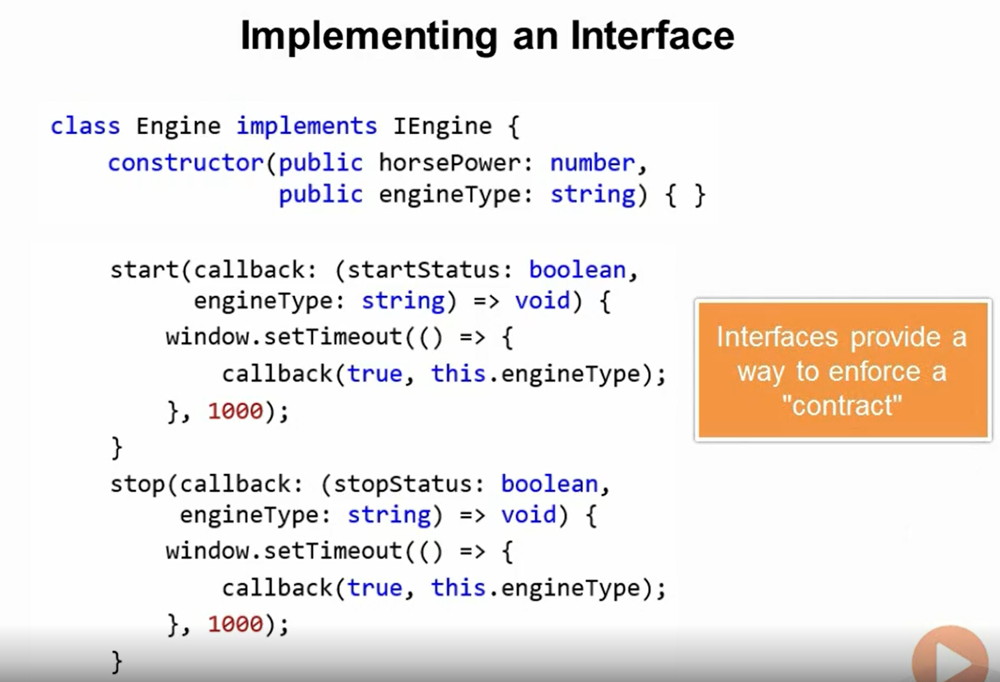 Implementing an Interface
class Engine implements IEngine {
constructor(public horsePower: number,
public engineType: string) { }
start(callback: (startStatus: boolean,
engineType: string) => void) {
window.setTimeout(() => {
callback(true, this.engineType);
}, 1000);
}
stop(callback: (stopStatus: boolean,
engineType: string) => void) {
window.setTimeout(() => {
callback(true, this.engineType);
}, 1000);
}
Interfaces provide a
way to enforce a
"contract"